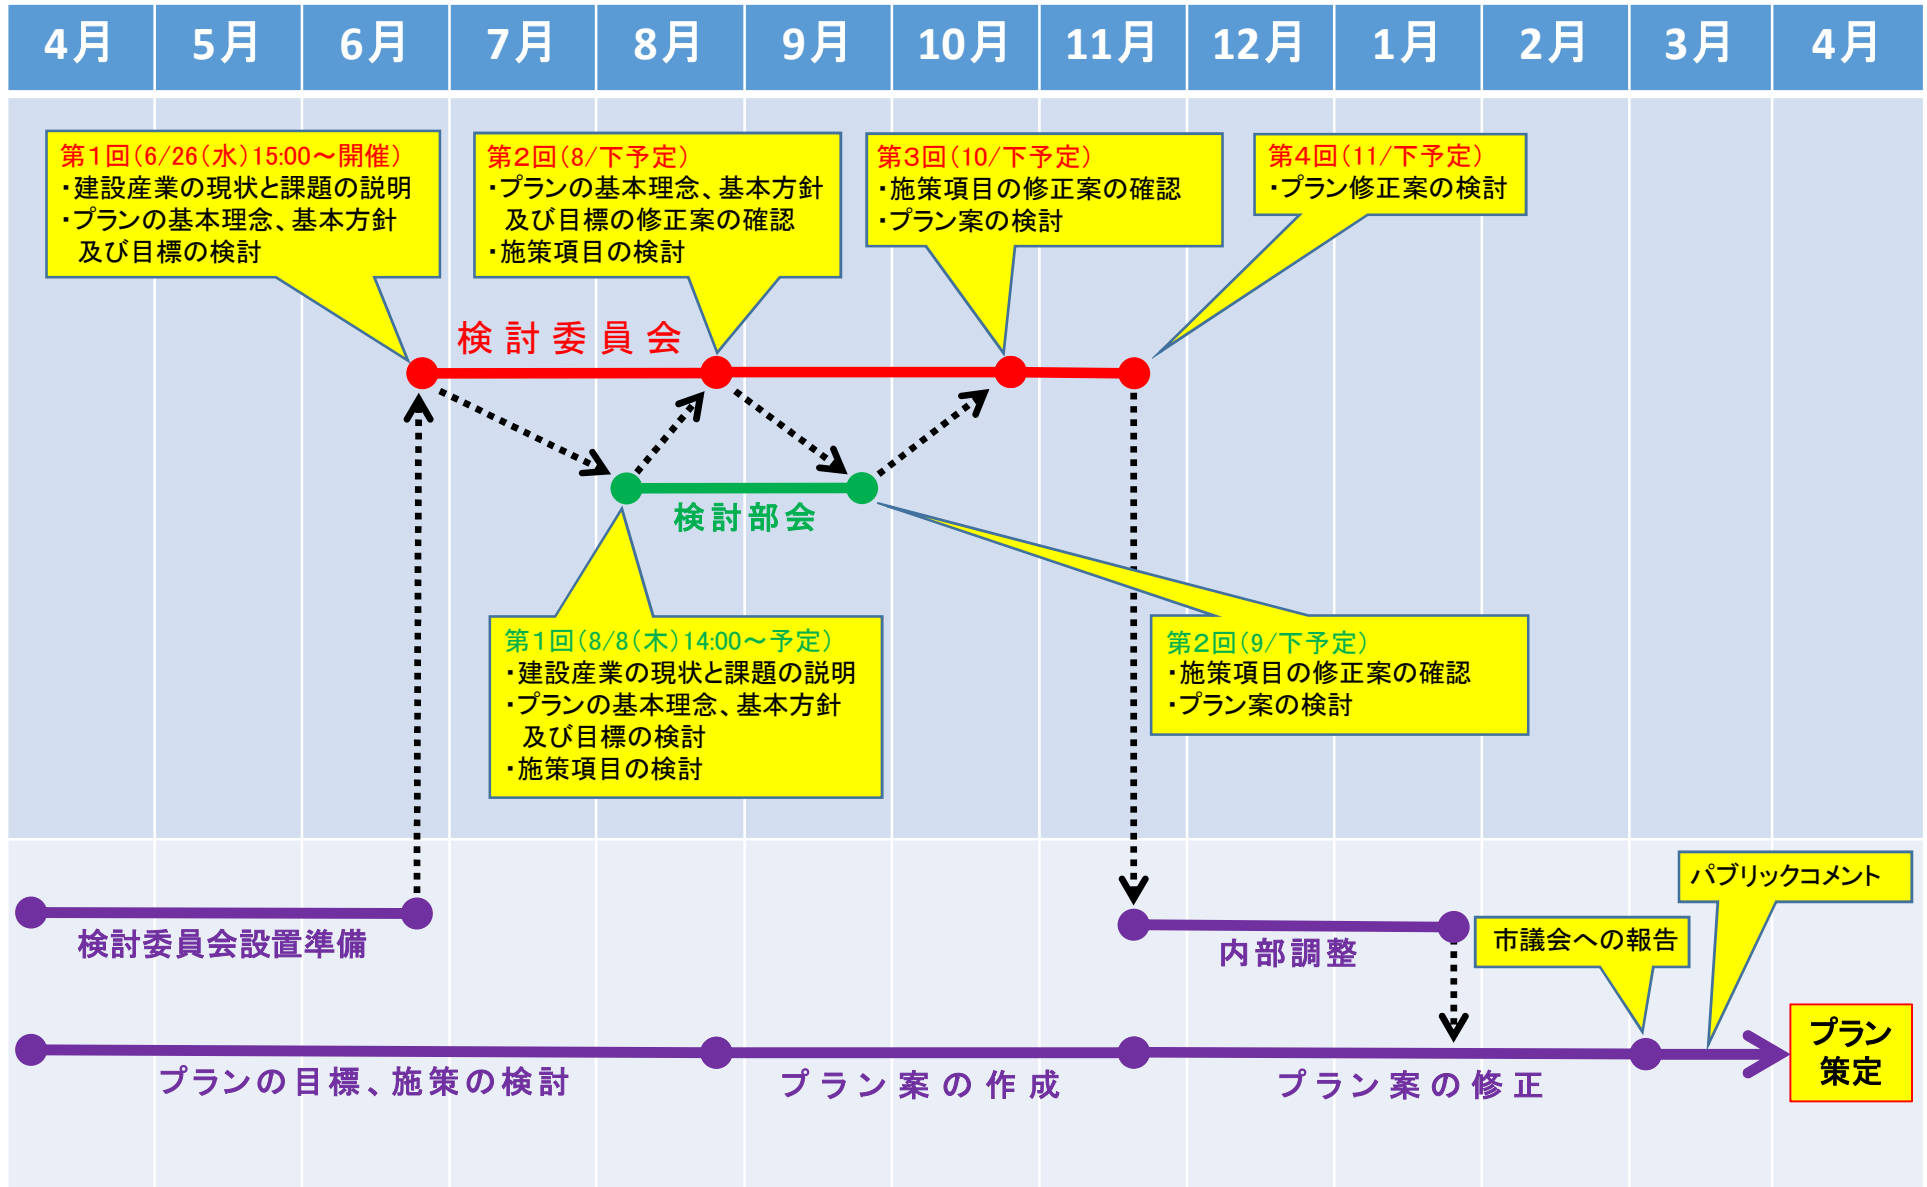 4月 5月 6月 7月 8月 9月 10月 11月 12月 1月 2月 3月 4月
第１回（6/26（水）15:00～開催）
・建設産業の現状と課題の説明
・プランの基本理念、基本方針
及び目標の検討
第２回（8/下予定）
・プランの基本理念、基本方針
及び目標の修正案の確認
・施策項目の検討
第３回（10/下予定）
・施策項目の修正案の確認
・プラン案の検討
第４回（11/下予定）
・プラン修正案の検討
検討委員会
検討部会
第１回（8/8（木）14:00～予定）
・建設産業の現状と課題の説明
・プランの基本理念、基本方針
及び目標の検討
・施策項目の検討
第２回（9/下予定）
・施策項目の修正案の確認
・プラン案の検討
パブリックコメント
市議会への報告
検討委員会設置準備
内部調整
プランの目標、施策の検討
プラン案の作成
プラン案の修正
プラン
策定